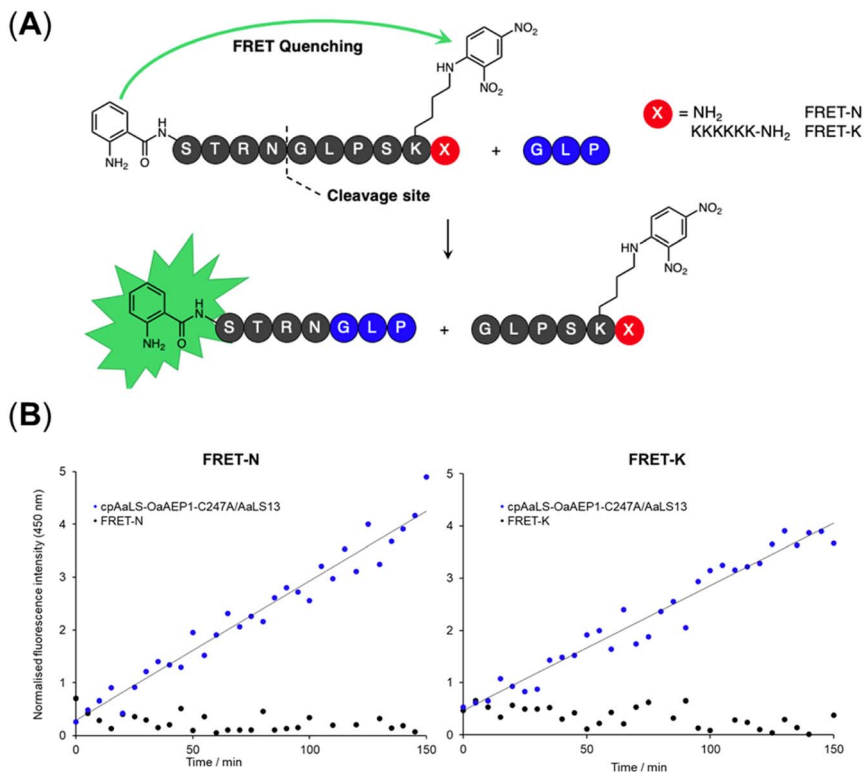 (A)
FRET Quenching
NO₂
HN
NO₂
H
N
O
NH₂
S T R N G L P S K X + G L P
X = NH₂ FRET-N
KKKKKK-NH₂ FRET-K
Cleavage site
NO₂
HN
NO₂
H
N
O
NH₂
S T R N G L P + G L P S K X
(B)
FRET-N
Normalised fluorescence intensity (450 nm)
5
4
3
2
1
0
cpAaLS-OaAEP1-C247A/AaLS13
FRET-N
0 50 100 150
Time / min
FRET-K
5
4
3
2
1
0
cpAaLS-OaAEP1-C247A/AaLS13
FRET-K
0 50 100 150
Time / min